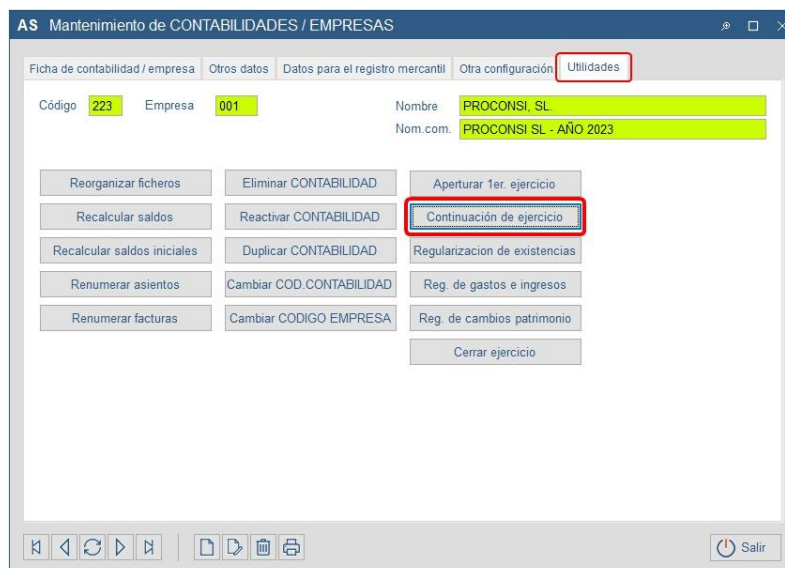 AS Mantenimiento de CONTABILIDADES / EMPRESAS
Ficha de contabilidad / empresa Otros datos Datos para el registro mercantil Otra configuración Utilidades
Código 223 Empresa 001 Nombre PROCONSI, SL.
Nom.com. PROCONSI SL - AÑO 2023
Reorganizar ficheros Eliminar CONTABILIDAD Aperturar 1er. ejercicio
Recalcular saldos Reactivar CONTABILIDAD Continuación de ejercicio
Recalcular saldos iniciales Duplicar CONTABILIDAD Regularizacion de existencias
Renumerar asientos Cambiar COD.CONTABILIDAD Reg. de gastos e ingresos
Renumerar facturas Cambiar CODIGO EMPRESA Reg. de cambios patrimonio
Cerrar ejercicio
Salir